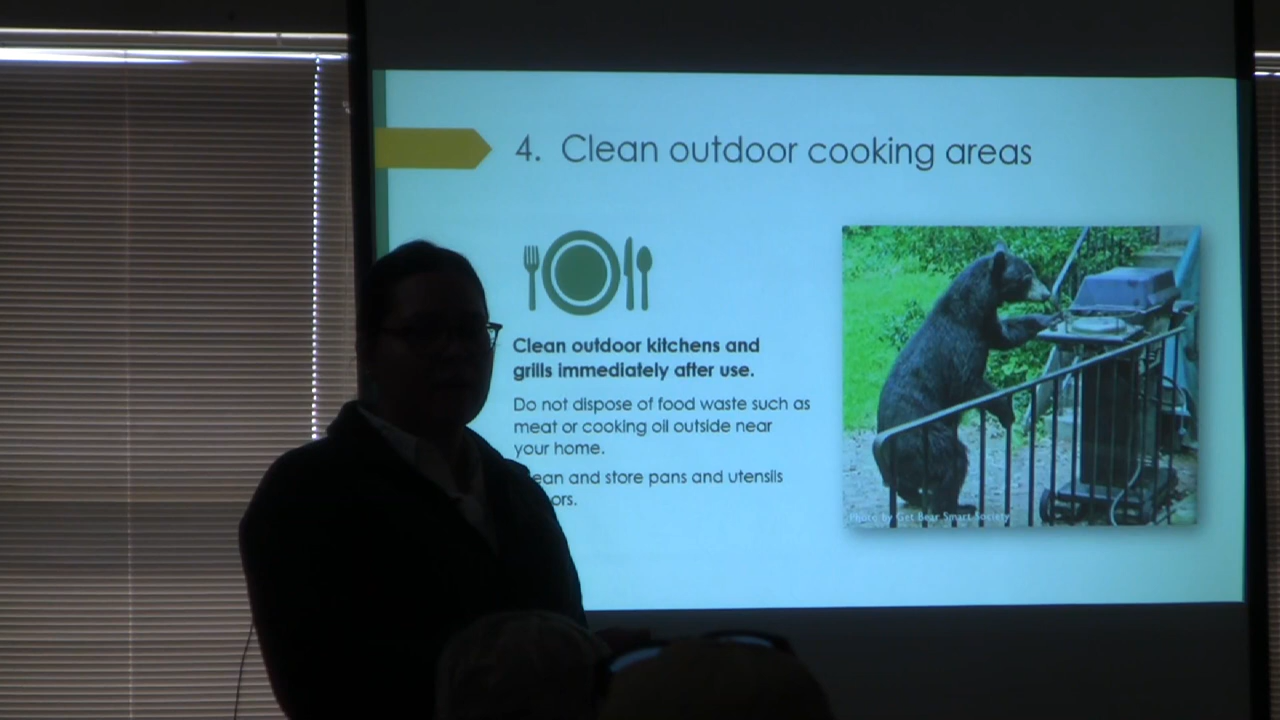 4. Clean outdoor cooking areas
Clean outdoor kitchens and
grills immediately after use.
Do not dispose of food waste such as
meat or cooking oil outside near
your home.
and store pans and utensils
Photo by Get Bear Smart Society